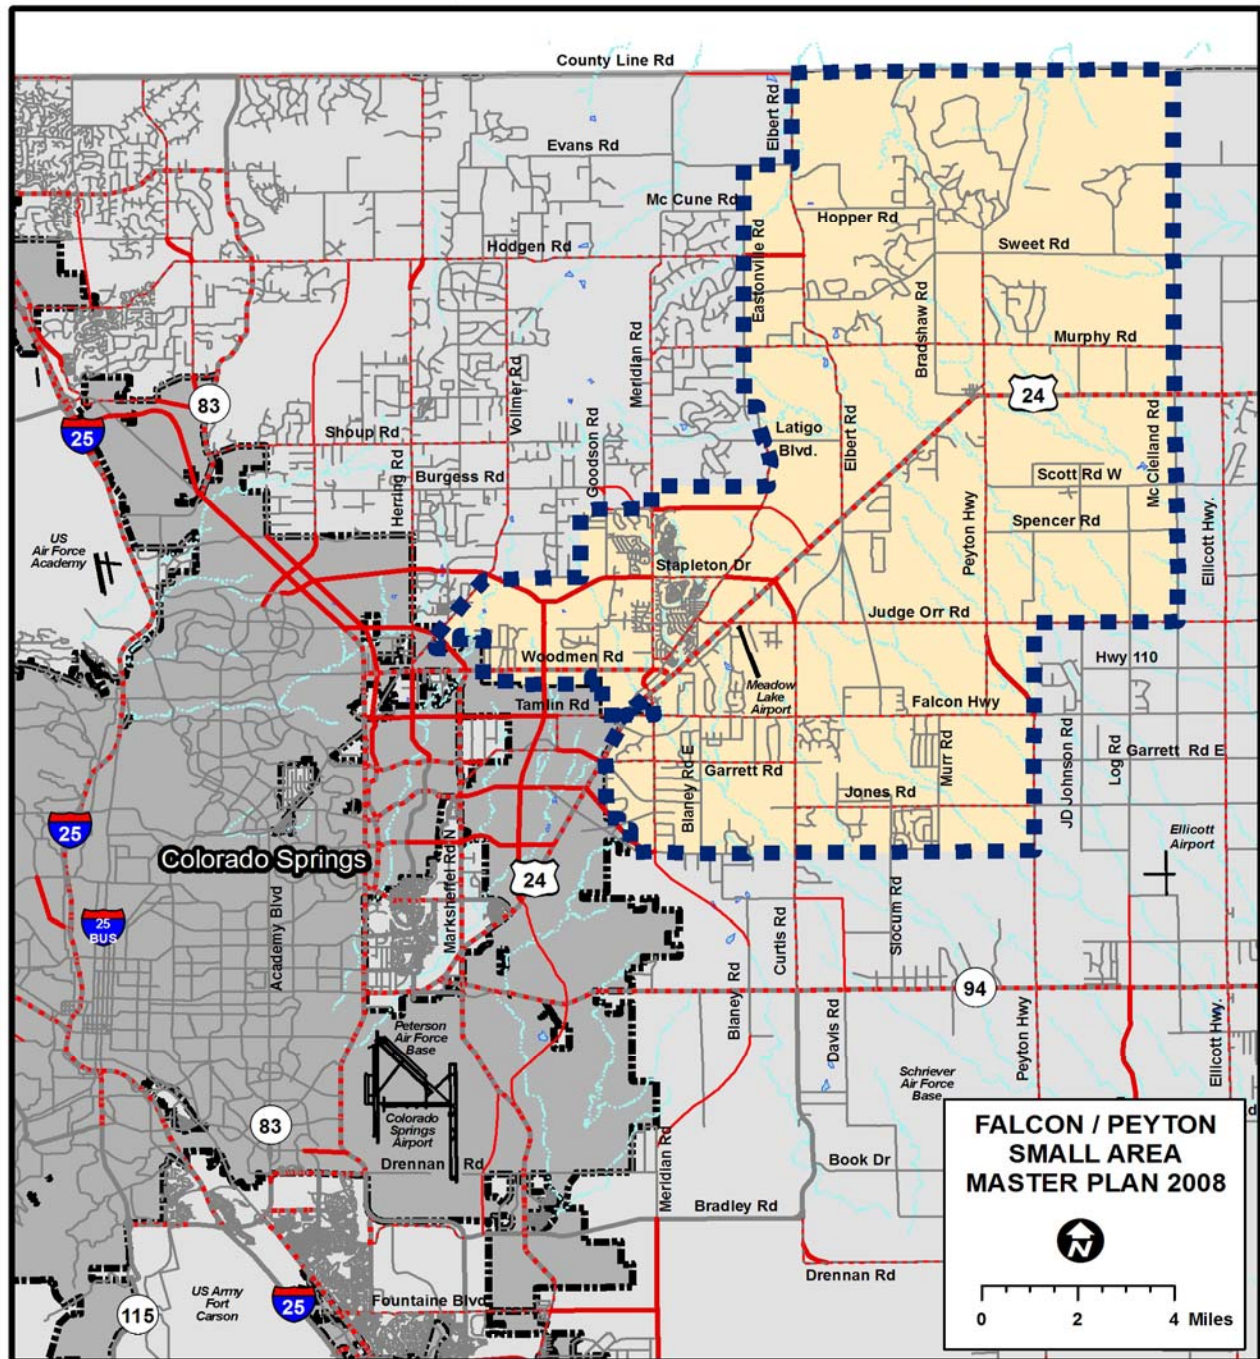 County Line Rd
Elbert Rd
Evans Rd
Mc Cune Rd
Hopper Rd
Hodgen Rd
Eastonville Rd
Sweet Rd
Vollmer Rd
Meridian Rd
Bradshaw Rd
Murphy Rd
83
25
24
Shoup Rd
Goodson Rd
Latigo
Blvd.
Elbert Rd
Mc Clelland Rd
Herring Rd
Burgess Rd
Scott Rd W
Peyton Hwy
Spencer Rd
Ellicott Hwy.
US
Air Force
Academy
Stapleton Dr
Judge Orr Rd
Woodmen Rd
Hwy 110
Meadow
Lake
Airport
Tamlin Rd
Falcon Hwy
JD Johnson Rd
Log Rd
Garrett Rd E
Blaney Rd E
Garrett Rd
Murr Rd
Jones Rd
25
Colorado Springs
Marksheffel Rd N
24
Ellicott
Airport
25
BUS
Academy Blvd
Curtis Rd
Slocum Rd
Blaney Rd
94
Peterson
Air Force
Base
Davis Rd
Peyton Hwy
Ellicott Hwy.
Schriever
Air Force
Base
83
Colorado
Springs
Airport
Drennan Rd
Meridian Rd
Book Dr
Bradley Rd
Drennan Rd
US Army
Fort
Carson
25
Fountaine Blvd
115
FALCON / PEYTON
SMALL AREA
MASTER PLAN 2008
N
0 2 4 Miles